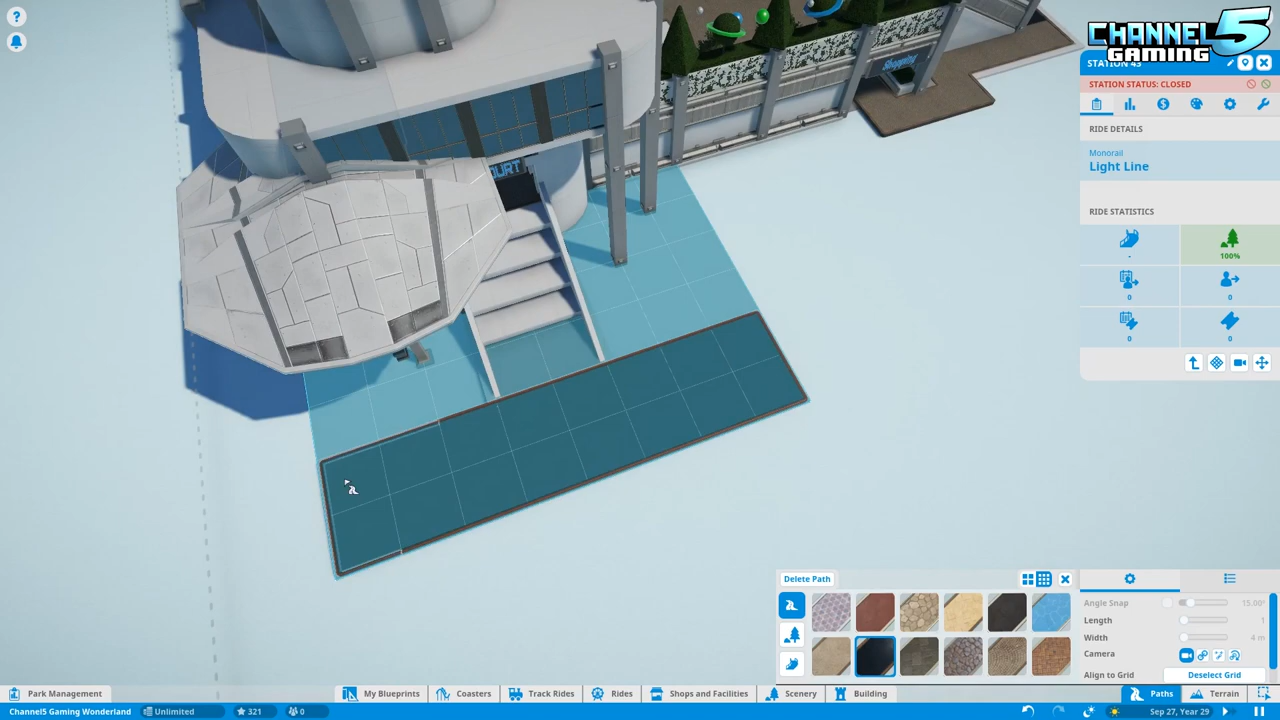 CHANNEL 5
GAMING
STATION 43
STATION STATUS: CLOSED
RIDE DETAILS
Monorail
Light Line
RIDE STATISTICS
-
100%
0
0
0
0
Shopping
OURT
Delete Path
Angle Snap
15.00°
Length
1
Width
4 m
Camera
Align to Grid
Deselect Grid
Park Management
My Blueprints
Coasters
Track Rides
Rides
Shops and Facilities
Scenery
Building
Paths
Terrain
Channel5 Gaming Wonderland
Unlimited
321
0
Sep 27, Year 29